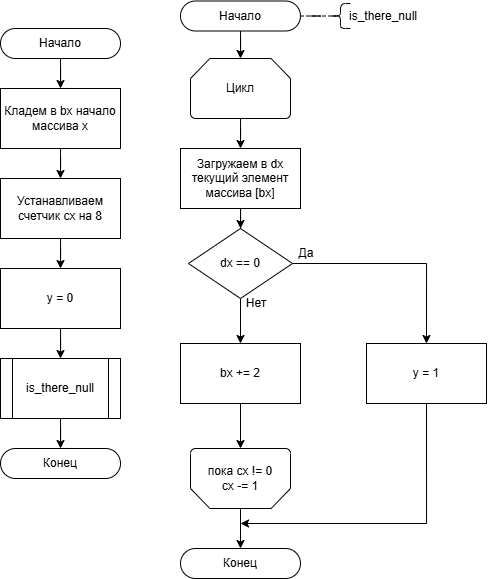 Начало
Кладем в bx начало
массива x
Устанавливаем
счетчик cx на 8
y = 0
is_there_null
Конец
Начало
is_there_null
Цикл
Загружаем в dx
текущий элемент
массива [bx]
dx == 0
Да
Нет
bx += 2
y = 1
пока cx != 0
cx -= 1
Конец